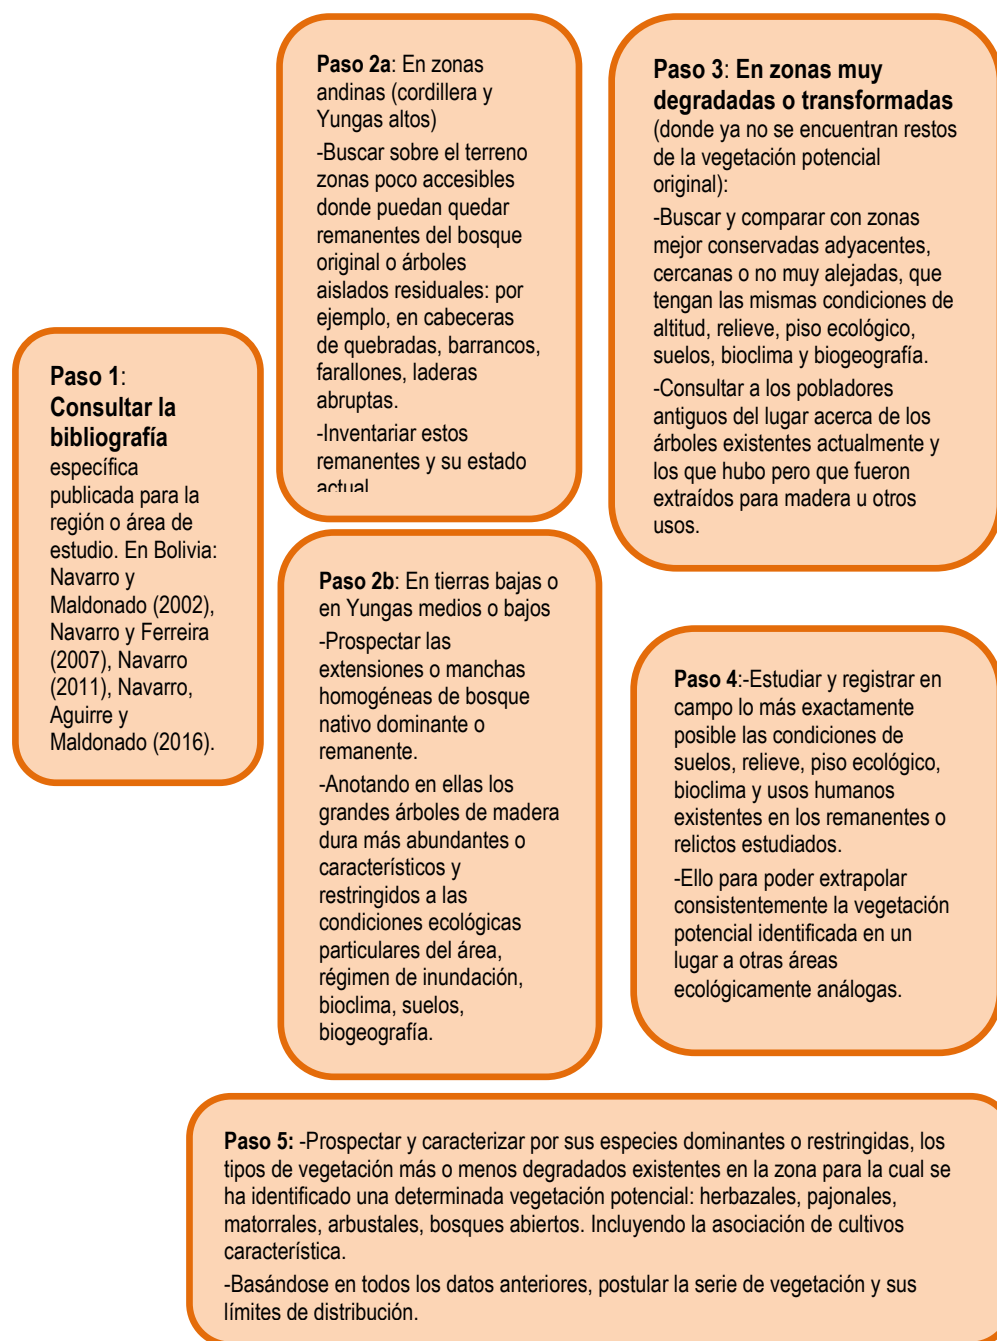 Paso 1:
Consultar la
bibliografía
específica
publicada para la
región o área de
estudio. En Bolivia:
Navarro y
Maldonado (2002),
Navarro y Ferreira
(2007), Navarro
(2011), Navarro,
Aguirre y
Maldonado (2016).
Paso 2a: En zonas
andinas (cordillera y
Yungas altos)
-Buscar sobre el terreno
zonas poco accesibles
donde puedan quedar
remanentes del bosque
original o árboles
aislados residuales: por
ejemplo, en cabeceras
de quebradas, barrancos,
farallones, laderas
abruptas.
-Inventariar estos
remanentes y su estado
actual
Paso 2b: En tierras bajas o
en Yungas medios o bajos
-Prospectar las
extensiones o manchas
homogéneas de bosque
nativo dominante o
remanente.
-Anotando en ellas los
grandes árboles de madera
dura más abundantes o
característicos y
restringidos a las
condiciones ecológicas
particulares del área,
régimen de inundación,
bioclima, suelos,
biogeografía.
Paso 3: En zonas muy
degradadas o transformadas
(donde ya no se encuentran restos
de la vegetación potencial
original):
-Buscar y comparar con zonas
mejor conservadas adyacentes,
cercanas o no muy alejadas, que
tengan las mismas condiciones de
altitud, relieve, piso ecológico,
suelos, bioclima y biogeografía.
-Consultar a los pobladores
antiguos del lugar acerca de los
árboles existentes actualmente y
los que hubo pero que fueron
extraídos para madera u otros
usos.
Paso 4:-Estudiar y registrar en
campo lo más exactamente
posible las condiciones de
suelos, relieve, piso ecológico,
bioclima y usos humanos
existentes en los remanentes o
relictos estudiados.
-Ello para poder extrapolar
consistentemente la vegetación
potencial identificada en un
lugar a otras áreas
ecológicamente análogas.
Paso 5: -Prospectar y caracterizar por sus especies dominantes o restringidas, los
tipos de vegetación más o menos degradados existentes en la zona para la cual se
ha identificado una determinada vegetación potencial: herbazales, pajonales,
matorrales, arbustales, bosques abiertos. Incluyendo la asociación de cultivos
característica.
-Basándose en todos los datos anteriores, postular la serie de vegetación y sus
límites de distribución.